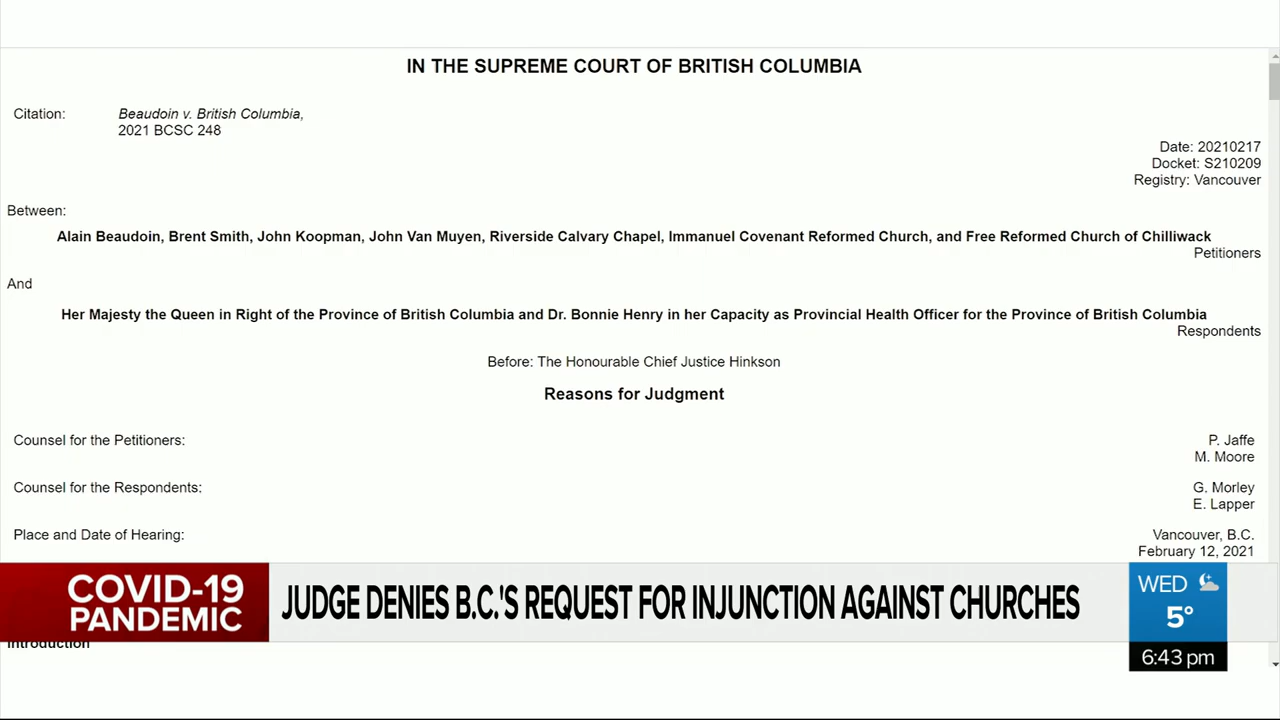 IN THE SUPREME COURT OF BRITISH COLUMBIA
Citation: Beaudoin v. British Columbia,
2021 BCSC 248
Date: 20210217
Docket: S210209
Registry: Vancouver
Between:
Alain Beaudoin, Brent Smith, John Koopman, John Van Muyen, Riverside Calvary Chapel, Immanuel Covenant Reformed Church, and Free Reformed Church of Chilliwack
Petitioners
And
Her Majesty the Queen in Right of the Province of British Columbia and Dr. Bonnie Henry in her Capacity as Provincial Health Officer for the Province of British Columbia
Respondents
Before: The Honourable Chief Justice Hinkson
Reasons for Judgment
Counsel for the Petitioners: P. Jaffe
M. Moore
Counsel for the Respondents: G. Morley
E. Lapper
Place and Date of Hearing: Vancouver, B.C.
February 12, 2021
COVID-19
PANDEMIC
JUDGE DENIES B.C.'S REQUEST FOR INJUNCTION AGAINST CHURCHES
WED
5°
6:43 pm
Introduction